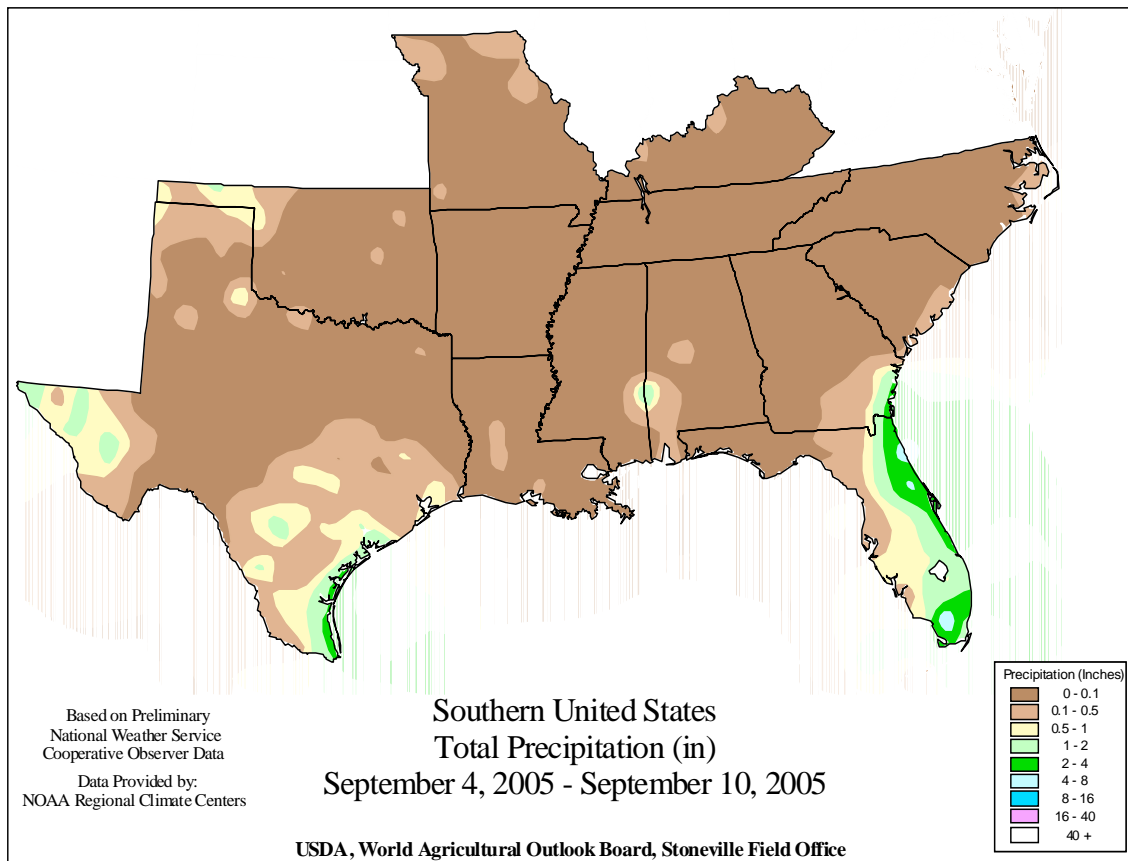 Precipitation (Inches)
0 - 0.1
0.1 - 0.5
0.5 - 1
1 - 2
2 - 4
4 - 8
8 - 16
16 - 40
40 +
Based on Preliminary
National Weather Service
Cooperative Observer Data
Data Provided by:
NOAA Regional Climate Centers
Southern United States
Total Precipitation (in)
September 4, 2005 - September 10, 2005
USDA, World Agricultural Outlook Board, Stoneville Field Office